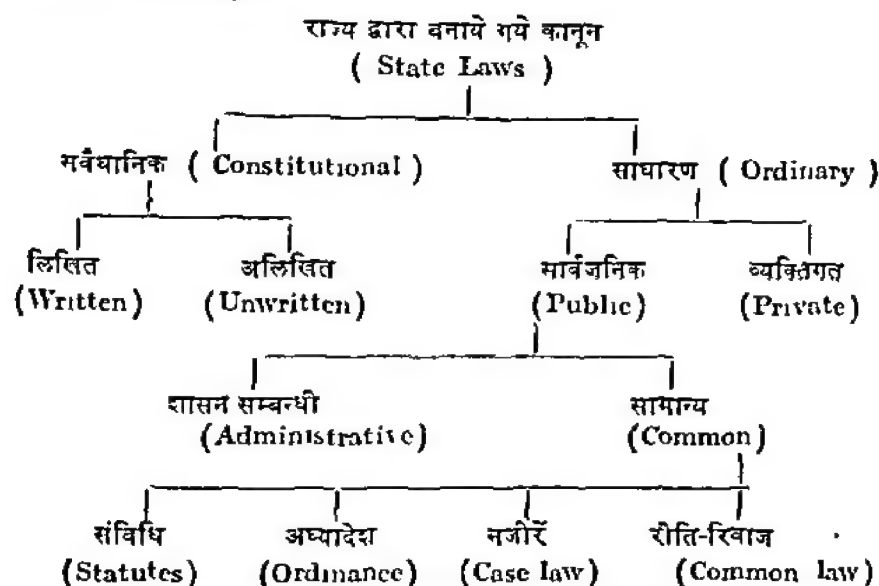 राज्य द्वारा बनाये गये कानून
( State Laws )
सर्वैधानिक ( Constitutional )
साधारण ( Ordinary )
लिखित
(Written)
अलिखित
(Unwritten)
सार्वजनिक
(Public)
व्यक्तिगत
(Private)
शासन सम्बन्धी
(Administrative)
सामान्य
(Common)
संविधि
(Statutes)
अध्यादेश
(Ordinance)
नजीरें
(Case law)
रीति-रिवाज
(Common law)